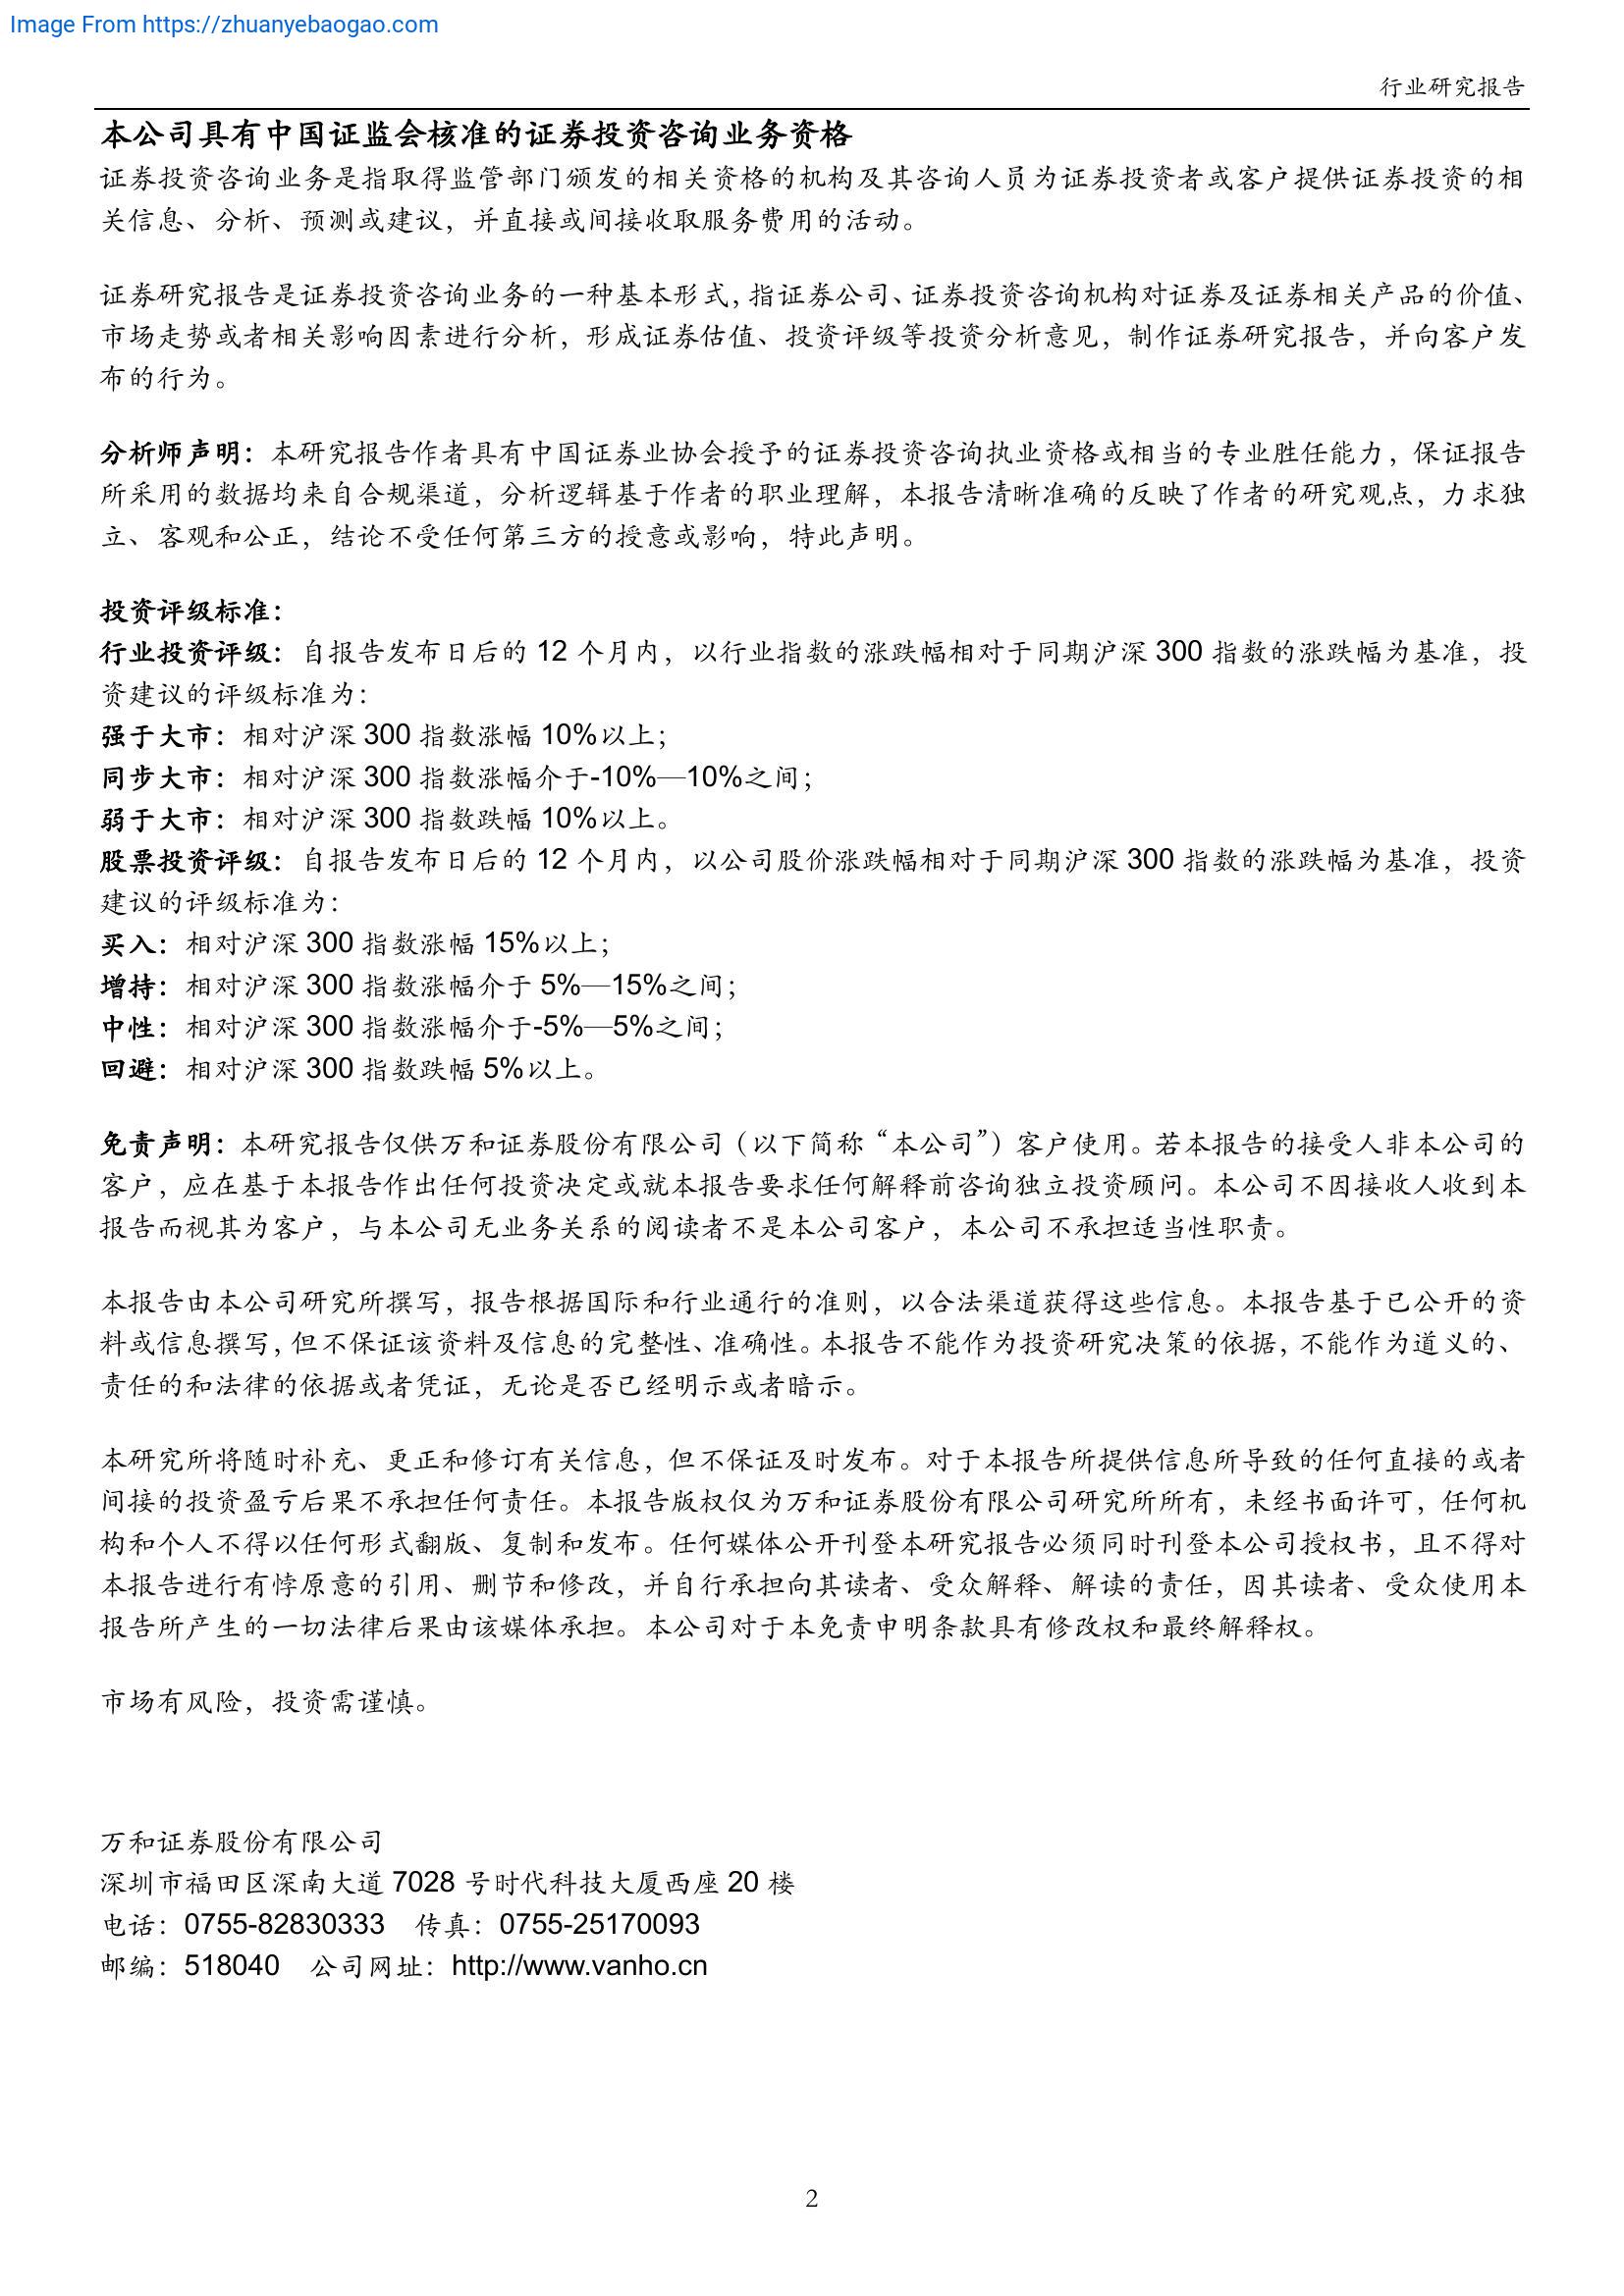 Image From https://zhuanyebaogao.com
行业研究报告
本公司具有中国证监会核准的证券投资咨询业务资格
证券投资咨询业务是指取得监管部门颁发的相关资格的机构及其咨询人员为证券投资者或客户提供证券投资的相
关信息、分析、预测或建议，并直接或间接收取服务费用的活动。
证券研究报告是证券投资咨询业务的一种基本形式，指证券公司、证券投资咨询机构对证券及证券相关产品的价值、
市场走势或者相关影响因素进行分析，形成证券估值、投资评级等投资分析意见，制作证券研究报告，并向客户发
布的行为。
分析师声明：本研究报告作者具有中国证券业协会授予的证券投资咨询执业资格或相当的专业胜任能力，保证报告
所采用的数据均来自合规渠道，分析逻辑基于作者的职业理解，本报告清晰准确的反映了作者的研究观点，力求独
立、客观和公正，结论不受任何第三方的授意或影响，特此声明。
投资评级标准：
行业投资评级：自报告发布日后的 12 个月内，以行业指数的涨跌幅相对于同期沪深 300 指数的涨跌幅为基准，投
资建议的评级标准为：
强于大市：相对沪深 300 指数涨幅 10%以上；
同步大市：相对沪深 300 指数涨幅介于-10%—10%之间；
弱于大市：相对沪深 300 指数跌幅 10%以上。
股票投资评级：自报告发布日后的 12 个月内，以公司股价涨跌幅相对于同期沪深 300 指数的涨跌幅为基准，投资
建议的评级标准为：
买入：相对沪深 300 指数涨幅 15%以上；
增持：相对沪深 300 指数涨幅介于 5%—15%之间；
中性：相对沪深 300 指数涨幅介于-5%—5%之间；
回避：相对沪深 300 指数跌幅 5%以上。
免责声明：本研究报告仅供万和证券股份有限公司（以下简称“本公司”）客户使用。若本报告的接受人非本公司的
客户，应在基于本报告作出任何投资决定或就本报告要求任何解释前咨询独立投资顾问。本公司不因接收人收到本
报告而视其为客户，与本公司无业务关系的阅读者不是本公司客户，本公司不承担适当性职责。
本报告由本公司研究所撰写，报告根据国际和行业通行的准则，以合法渠道获得这些信息。本报告基于已公开的资
料或信息撰写，但不保证该资料及信息的完整性、准确性。本报告不能作为投资研究决策的依据，不能作为道义的、
责任的和法律的依据或者凭证，无论是否已经明示或者暗示。
本研究所将随时补充、更正和修订有关信息，但不保证及时发布。对于本报告所提供信息所导致的任何直接的或者
间接的投资盈亏后果不承担任何责任。本报告版权仅为万和证券股份有限公司研究所所有，未经书面许可，任何机
构和个人不得以任何形式翻版、复制和发布。任何媒体公开刊登本研究报告必须同时刊登本公司授权书，且不得对
本报告进行有悖原意的引用、删节和修改，并自行承担向其读者、受众解释、解读的责任，因其读者、受众使用本
报告所产生的一切法律后果由该媒体承担。本公司对于本免责申明条款具有修改权和最终解释权。
市场有风险，投资需谨慎。
万和证券股份有限公司
深圳市福田区深南大道 7028 号时代科技大厦西座 20 楼
电话：0755-82830333 传真：0755-25170093
邮编：518040 公司网址：http://www.vanho.cn
2